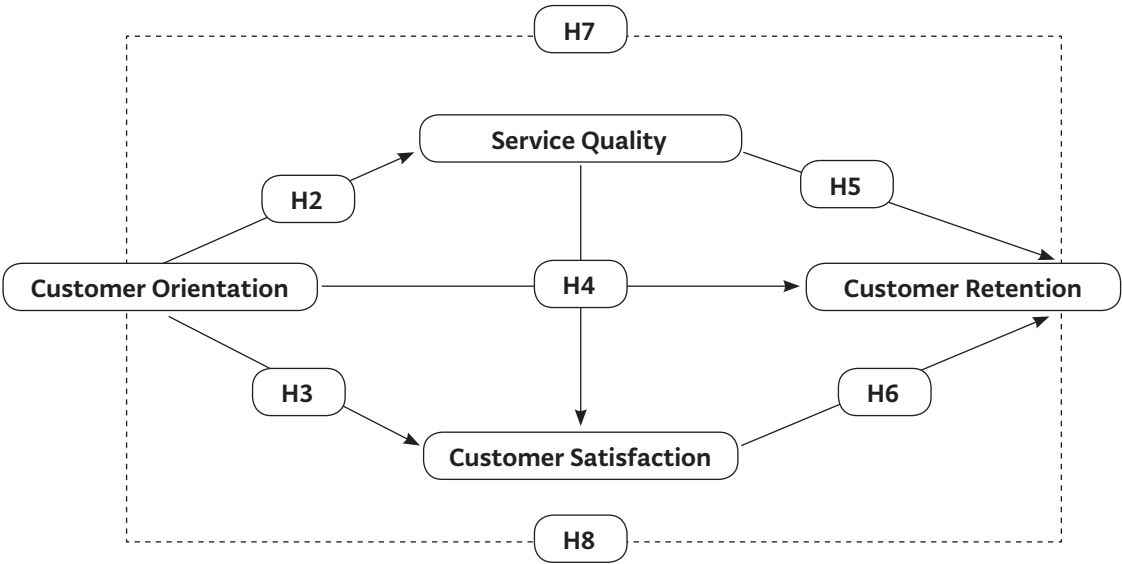 H7
Service Quality
H5
H2
Customer Orientation
H4
Customer Retention
H3
H6
Customer Satisfaction
H8